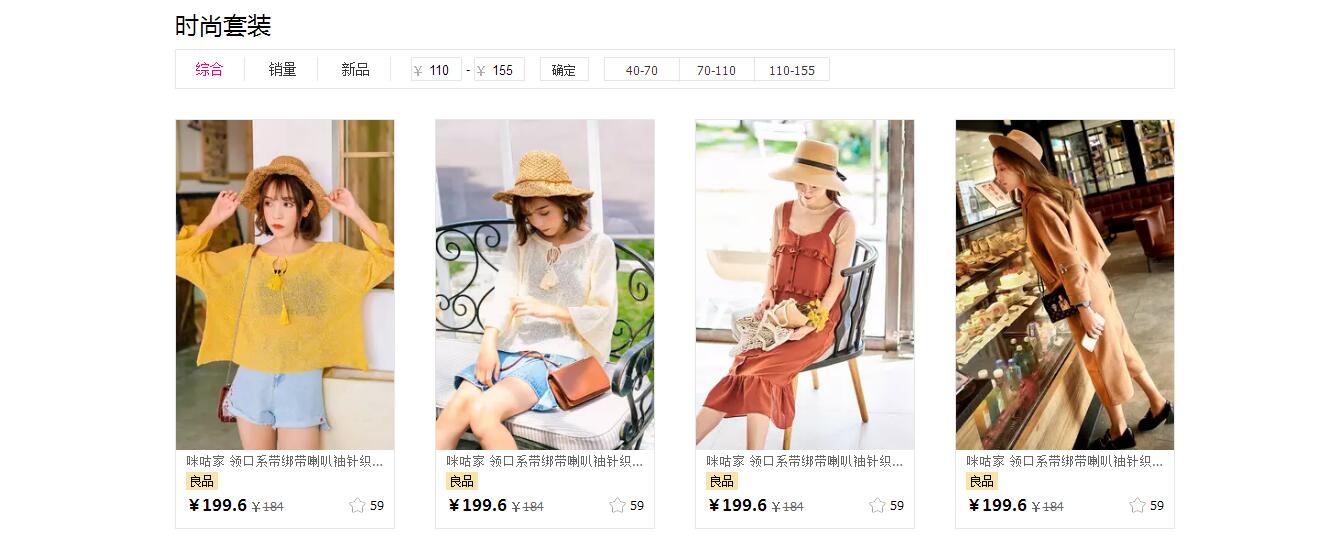 时尚套装
综合 销量 新品 ¥ 110 - ¥ 155 确定 40-70 70-110 110-155
咪咕家 领口系带绑带喇叭袖针织...
良品
¥199.6 ¥184 59
咪咕家 领口系带绑带喇叭袖针织...
良品
¥199.6 ¥184 59
咪咕家 领口系带绑带喇叭袖针织...
良品
¥199.6 ¥184 59
咪咕家 领口系带绑带喇叭袖针织...
良品
¥199.6 ¥184 59